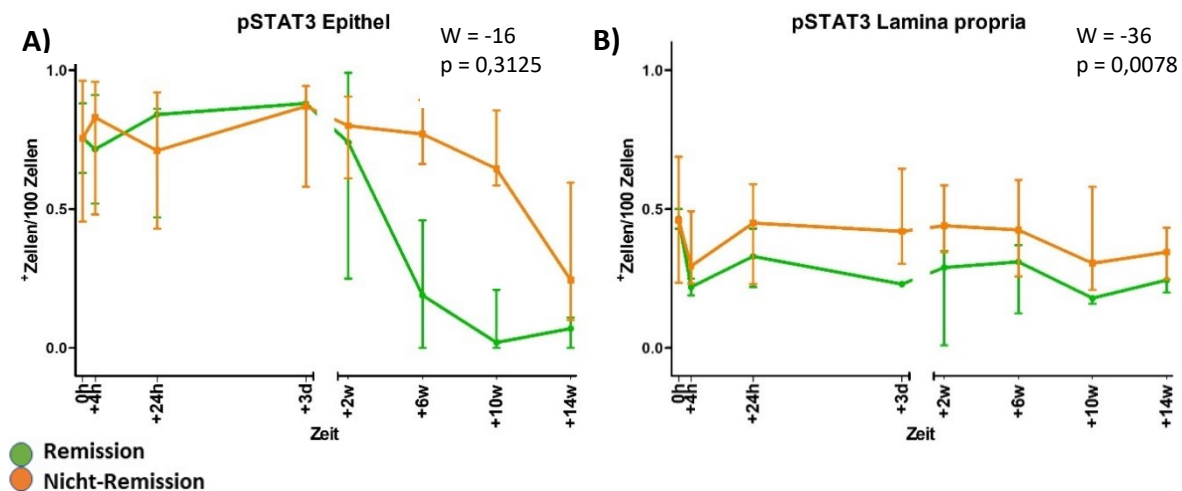 A)
pSTAT3 Epithel
W = -16
p = 0,3125
+Zellen/100 Zellen
1.0
0.5
0.0
0h
+4h
+24h
+3d
+2w
+6w
+10w
+14w
Zeit
B)
pSTAT3 Lamina propria
W = -36
p = 0,0078
+Zellen/100 Zellen
1.0
0.5
0.0
0h
+4h
+24h
+3d
+2w
+6w
+10w
+14w
Zeit
Remission
Nicht-Remission